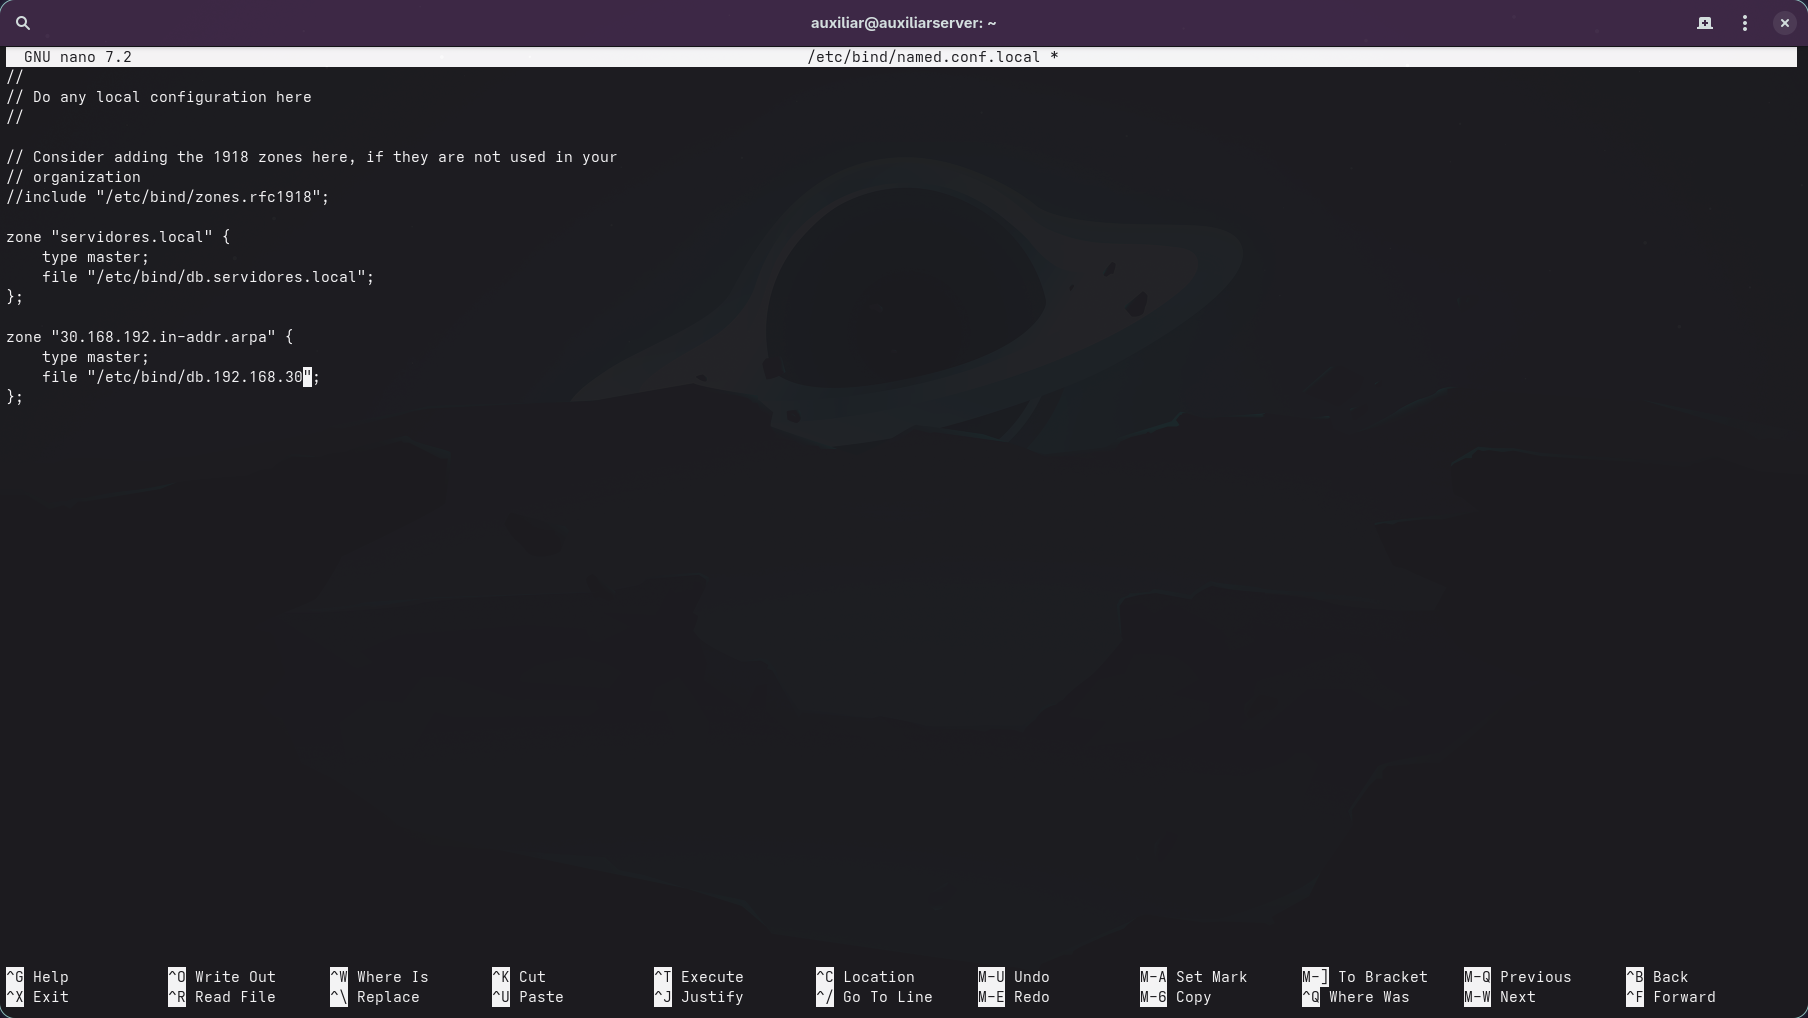 auxiliar@auxiliarserver: ~
GNU nano 7.2 /etc/bind/named.conf.local *
//
// Do any local configuration here
//
// Consider adding the 1918 zones here, if they are not used in your
// organization
//include "/etc/bind/zones.rfc1918";
zone "servidores.local" {
    type master;
    file "/etc/bind/db.servidores.local";
};
zone "30.168.192.in-addr.arpa" {
    type master;
    file "/etc/bind/db.192.168.30";
};
^G Help ^O Write Out ^W Where Is ^K Cut ^T Execute ^C Location M-U Undo M-A Set Mark M-] To Bracket M-Q Previous ^B Back
^X Exit ^R Read File ^\ Replace ^U Paste ^J Justify ^/ Go To Line M-E Redo M-6 Copy ^Q Where Was M-W Next ^F Forward